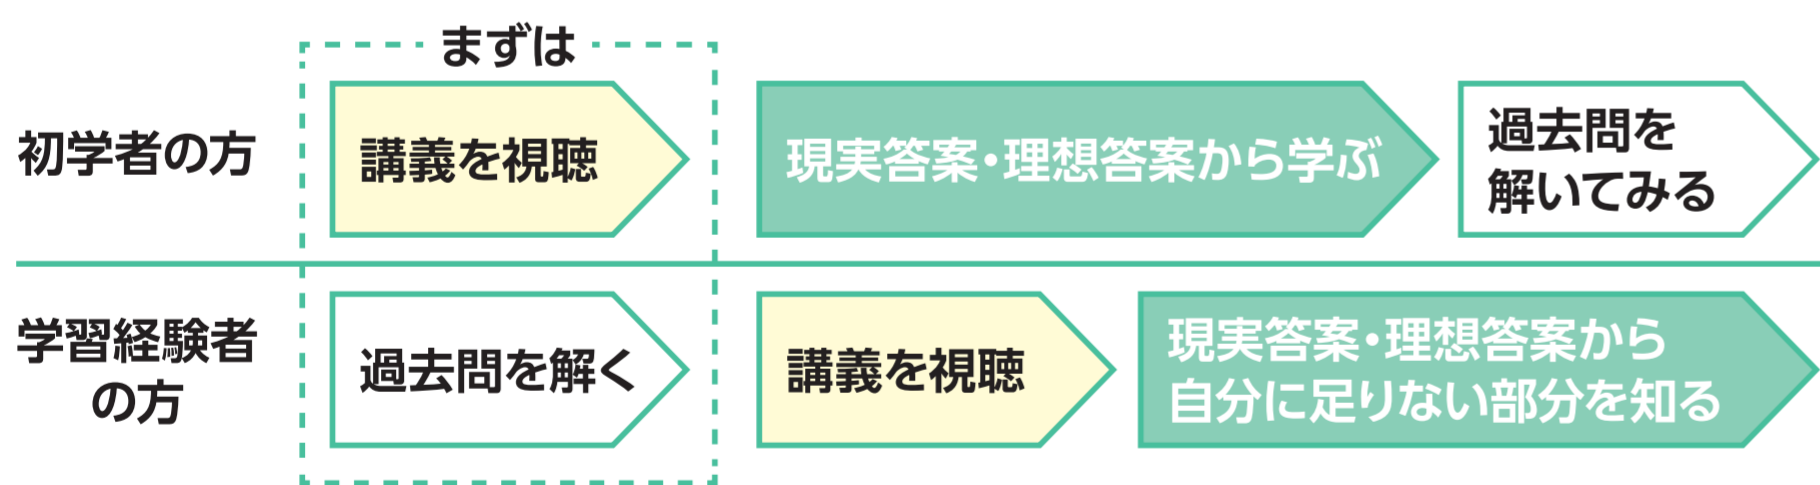 まずは
初学者の方
講義を視聴
現実答案・理想答案から学ぶ
過去問を
解いてみる
学習経験者
の方
過去問を解く
講義を視聴
現実答案・理想答案から
自分に足りない部分を知る